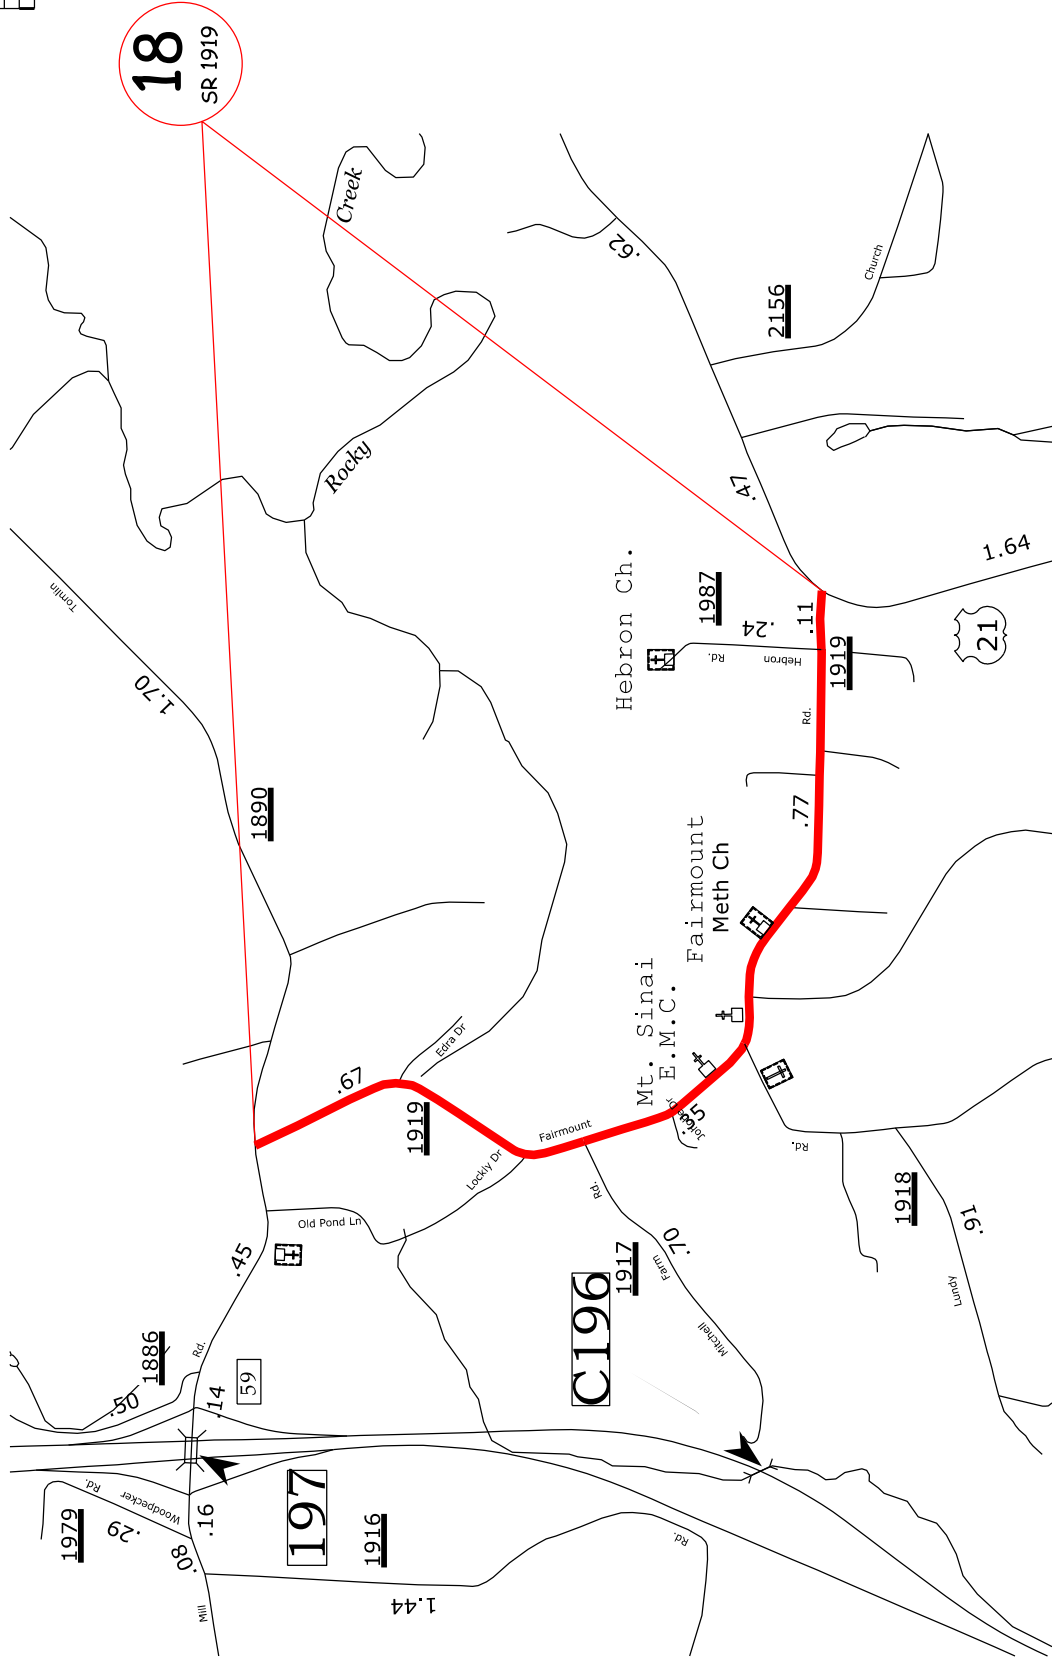 18
SR 1919
Creek
Rocky
.62
Church
2156
.47
1.64
21
Hebron Ch.
1987
.24
.11
Rd.
Hebron
1919
Rd.
.77
Tomlin
1.70
1890
Fairmount
Meth Ch
Mt. Sinai
E.M.C.
.67
Edra Dr
1919
Lockly Dr
Fairmount
.35
Rd.
Rd.
1918
.91
Lundy
Old Pond Ln
.45
1917
.70
Farm
Mitchell
C196
1886
Rd.
.50
.14
59
197
1916
1979
Rd.
Woodpecker
.29
.16
.08
Mill
1.44
Rd.